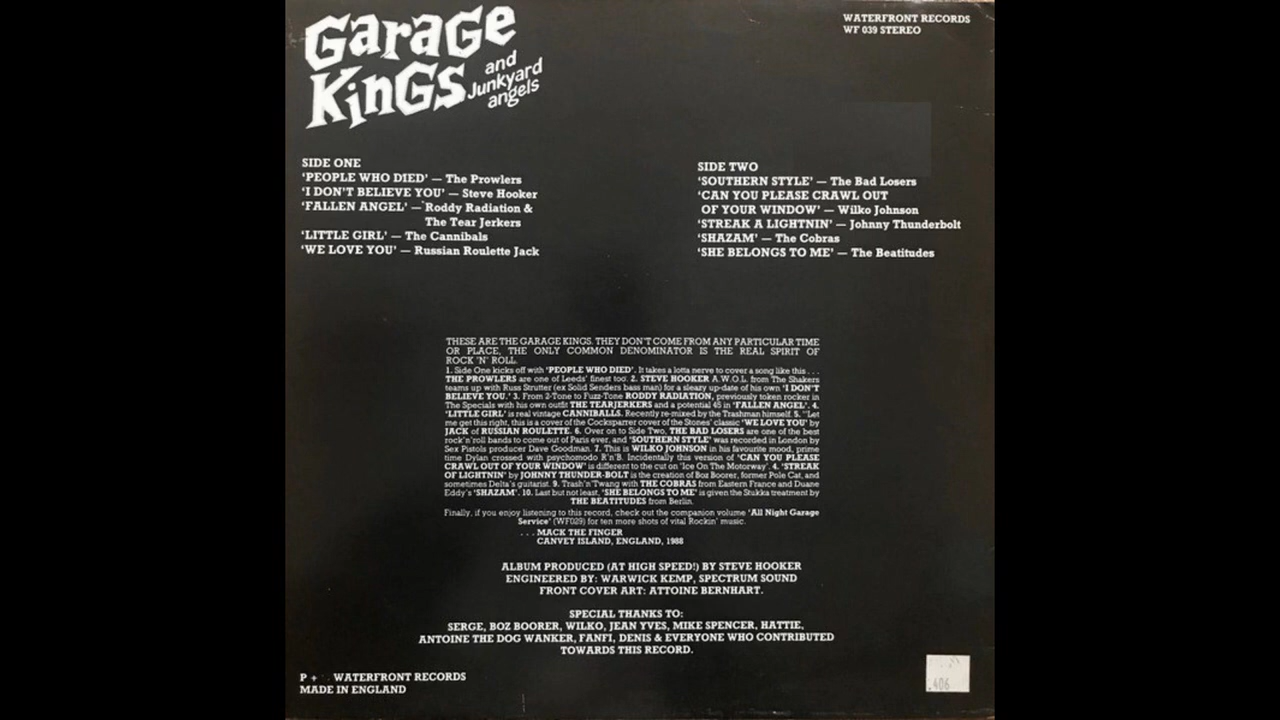 GaraGe
KinGS and
Junkyard
angels
WATERFRONT RECORDS
WF 039 STEREO
SIDE ONE
‘PEOPLE WHO DIED’ — The Prowlers
‘I DON'T BELIEVE YOU’ — Steve Hooker
‘FALLEN ANGEL’ — Roddy Radiation &
The Tear Jerkers
‘LITTLE GIRL’ — The Cannibals
‘WE LOVE YOU’ — Russian Roulette Jack
SIDE TWO
‘SOUTHERN STYLE’ — The Bad Losers
‘CAN YOU PLEASE CRAWL OUT
OF YOUR WINDOW’ — Wilko Johnson
‘STREAK A LIGHTNIN’ — Johnny Thunderbolt
‘SHAZAM’ — The Cobras
‘SHE BELONGS TO ME’ — The Beatitudes
THESE ARE THE GARAGE KINGS. THEY DON'T COME FROM ANY PARTICULAR TIME
OR PLACE, THE ONLY COMMON DENOMINATOR IS THE REAL SPIRIT OF
ROCK 'N' ROLL.
1. Side One kicks off with ‘PEOPLE WHO DIED’. It takes a lotta nerve to cover a song like this . . .
THE PROWLERS are one of Leeds' finest too. 2. STEVE HOOKER A.W.O.L. from The Shakers
teams up with Russ Strutter (ex Solid Senders bass man) for a sleazy up-date of his own ‘I DON'T
BELIEVE YOU.’ 3. From 2-Tone to Fuzz-Tone RODDY RADIATION, previously token rocker in
The Specials with his own outfit THE TEARJERKERS and a potential 45 in ‘FALLEN ANGEL’. 4.
‘LITTLE GIRL’ is real vintage CANNIBALLS. Recently re-mixed by the Trashman himself. 5. "Let
me get this right, this is a cover of the Cocksparrer cover of the Stones' classic ‘WE LOVE YOU’ by
JACK of RUSSIAN ROULETTE. 6. Over on to Side Two, THE BAD LOSERS are one of the best
rock'n'roll bands to come out of Paris ever, and ‘SOUTHERN STYLE’ was recorded in London by
Sex Pistols producer Dave Goodman. 7. This is WILKO JOHNSON in his favourite mood, prime
time Dylan crossed with psychomodo R'n'B. Incidentally this version of ‘CAN YOU PLEASE
CRAWL OUT OF YOUR WINDOW’ is different to the cut on ‘Ice On The Motorway’. 4. ‘STREAK
OF LIGHTNIN’ by JOHNNY THUNDER-BOLT is the creation of Boz Boorer, former Pole Cat, and
sometimes Delta's guitarist. 9. Trash'n'Twang with THE COBRAS from Eastern France and Duane
Eddy's ‘SHAZAM’. 10. Last but not least, ‘SHE BELONGS TO ME’ is given the Stukka treatment by
THE BEATITUDES from Berlin.
Finally, if you enjoy listening to this record, check out the companion volume ‘All Night Garage
Service’ (WF029) for ten more shots of vital Rockin' music.
. . . MACK THE FINGER
CANVEY ISLAND, ENGLAND, 1988
ALBUM PRODUCED (AT HIGH SPEED!) BY STEVE HOOKER
ENGINEERED BY: WARWICK KEMP, SPECTRUM SOUND
FRONT COVER ART: ATTOINE BERNHART.
SPECIAL THANKS TO:
SERGE, BOZ BOORER, WILKO, JEAN YVES, MIKE SPENCER, HATTIE,
ANTOINE THE DOG WANKER, FANFI, DENIS & EVERYONE WHO CONTRIBUTED
TOWARDS THIS RECORD.
P + WATERFRONT RECORDS
MADE IN ENGLAND
406